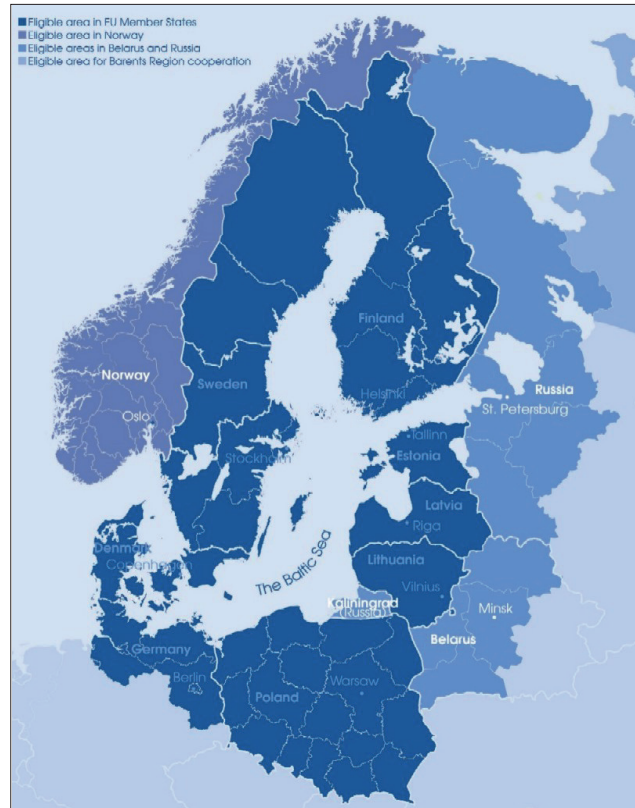 Eligible area in EU Member States
Eligible area in Norway
Eligible areas in Belarus and Russia
Eligible area for Barents Region cooperation
Finland
Norway
Sweden
Helsinki
Russia
Oslo
St. Petersburg
Tallinn
Stockholm
Estonia
Latvia
Riga
Denmark
Copenhagen
The Baltic Sea
Lithuania
Vilnius
Kaliningrad
(Russia)
Minsk
Belarus
Germany
Berlin
Warsaw
Poland